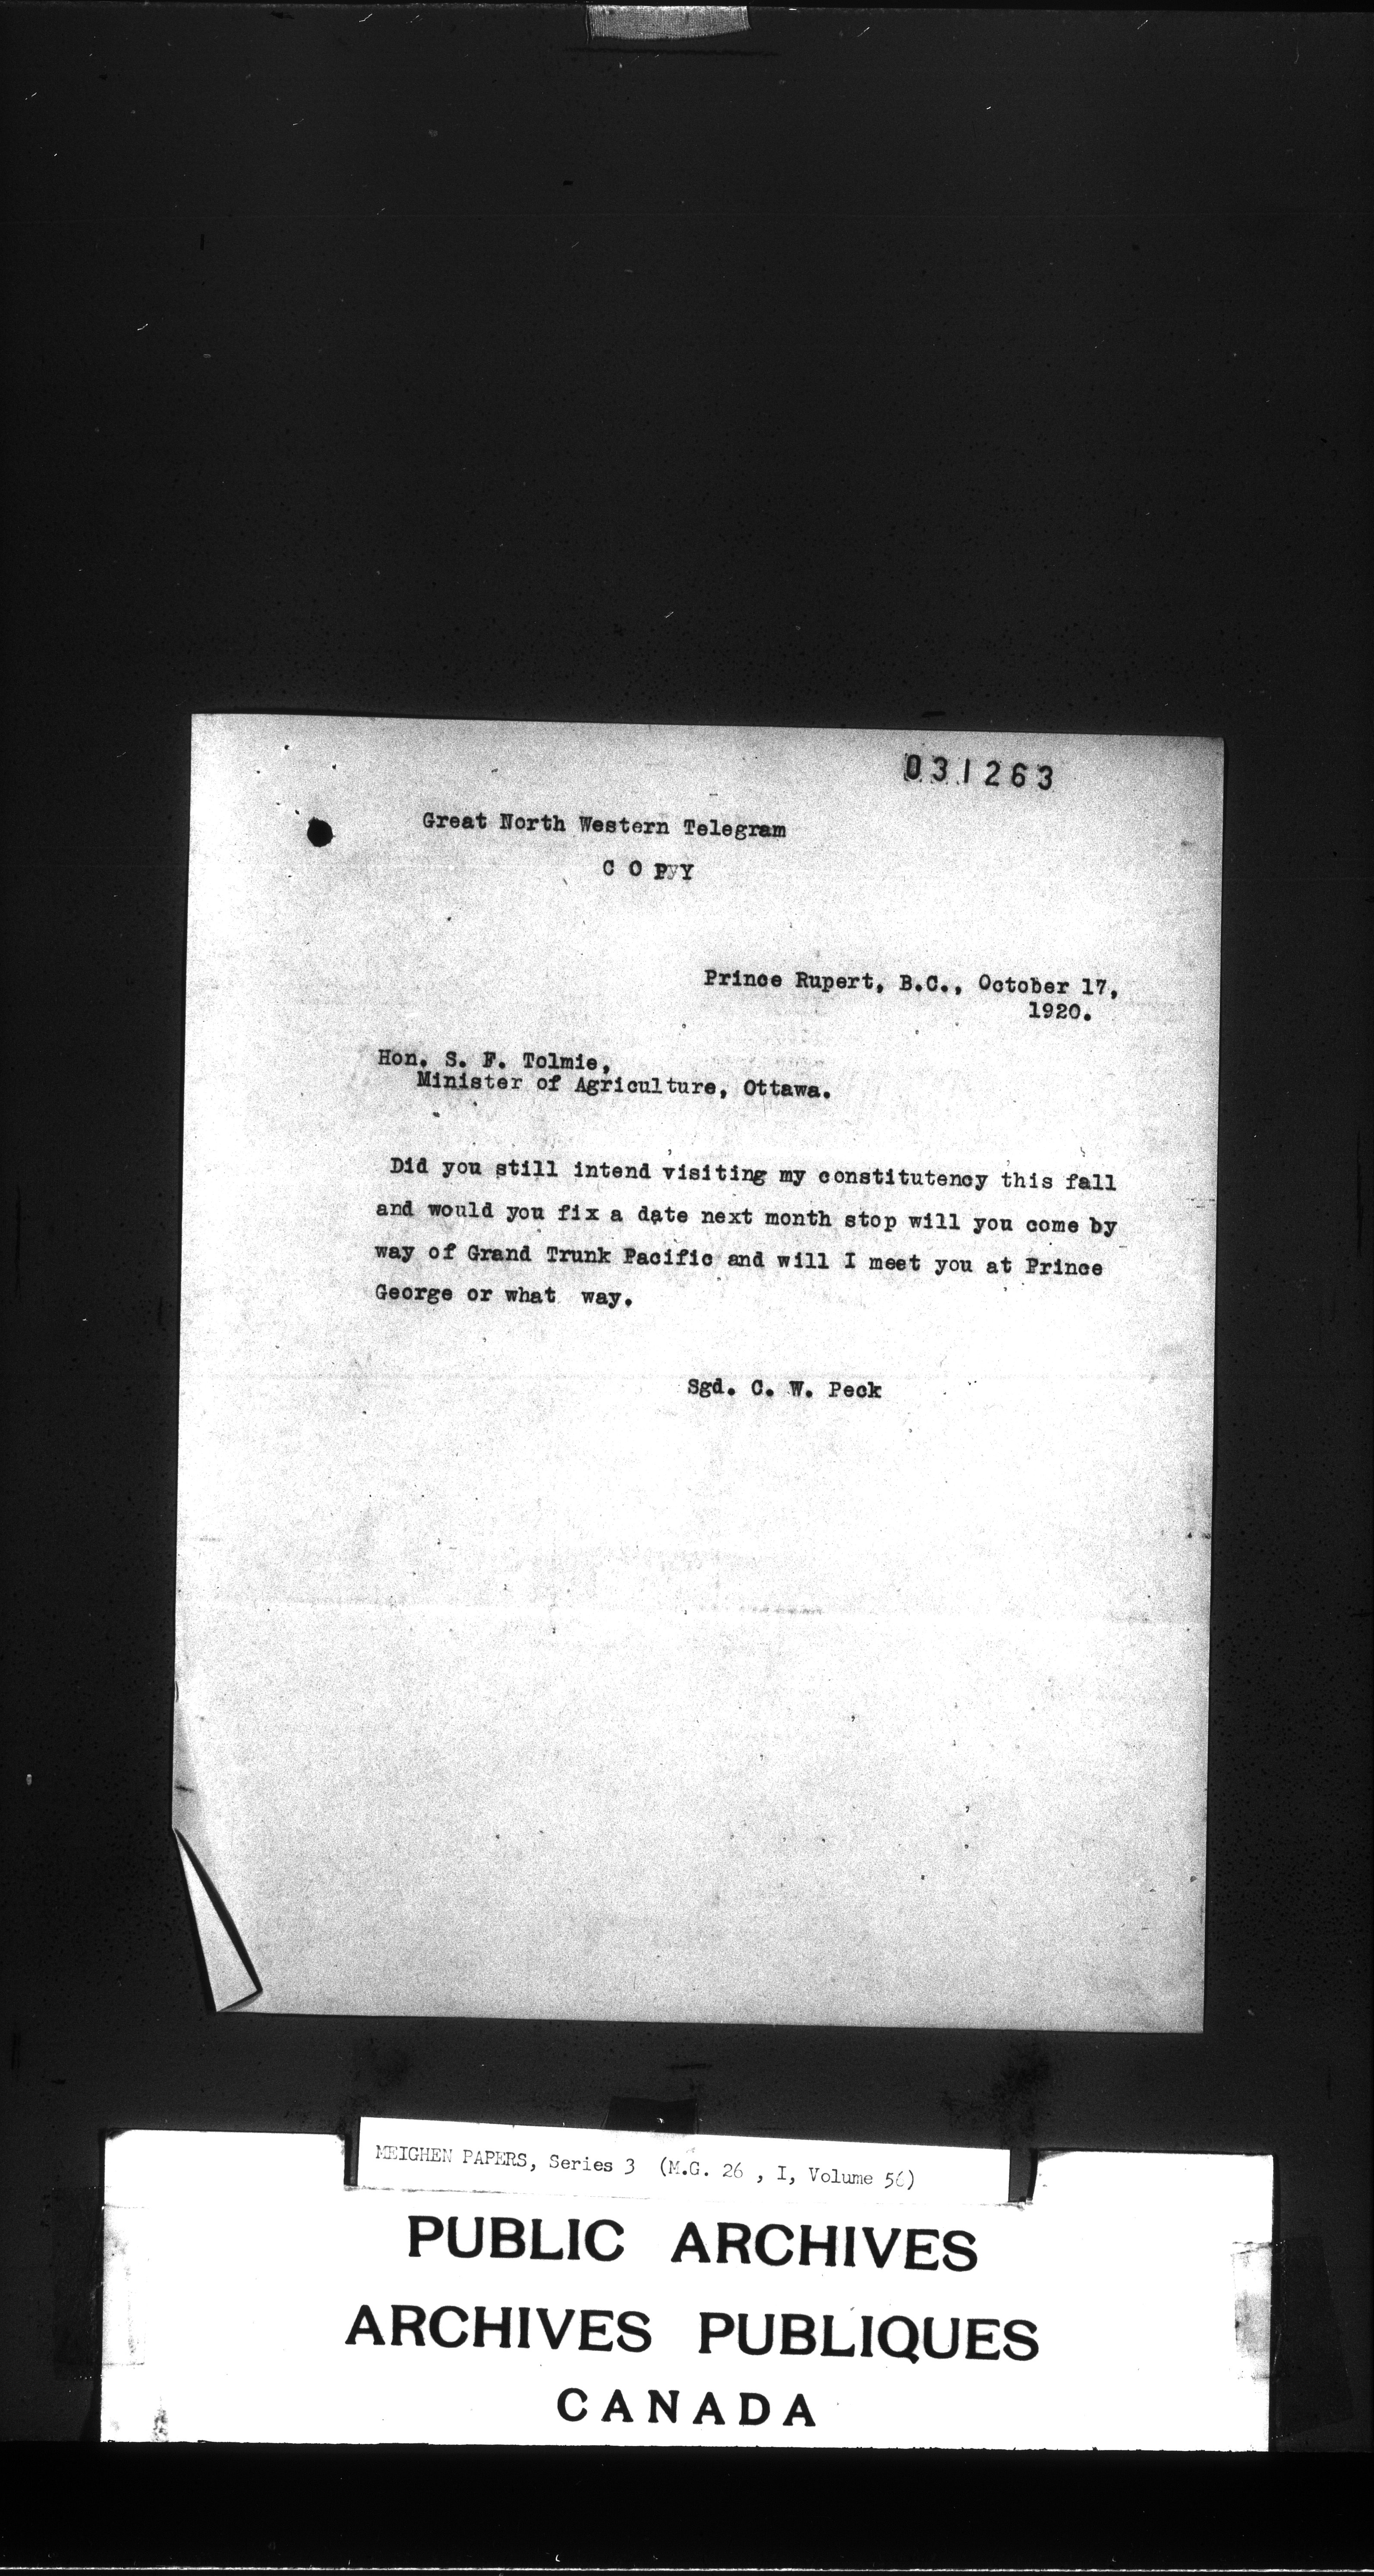 031263
Great North Western Telegram
C O P Y
Prince Rupert, B.C., October 17,
1920.
Hon. S. F. Tolmie,
Minister of Agriculture, Ottawa.
Did you still intend visiting my constitutency this fall
and would you fix a date next month stop will you come by
way of Grand Trunk Pacific and will I meet you at Prince
George or what way.
Sgd. C. W. Peck
MEIGHEN PAPERS, Series 3 (M.G. 26 , I, Volume 56)
PUBLIC ARCHIVES
ARCHIVES PUBLIQUES
CANADA